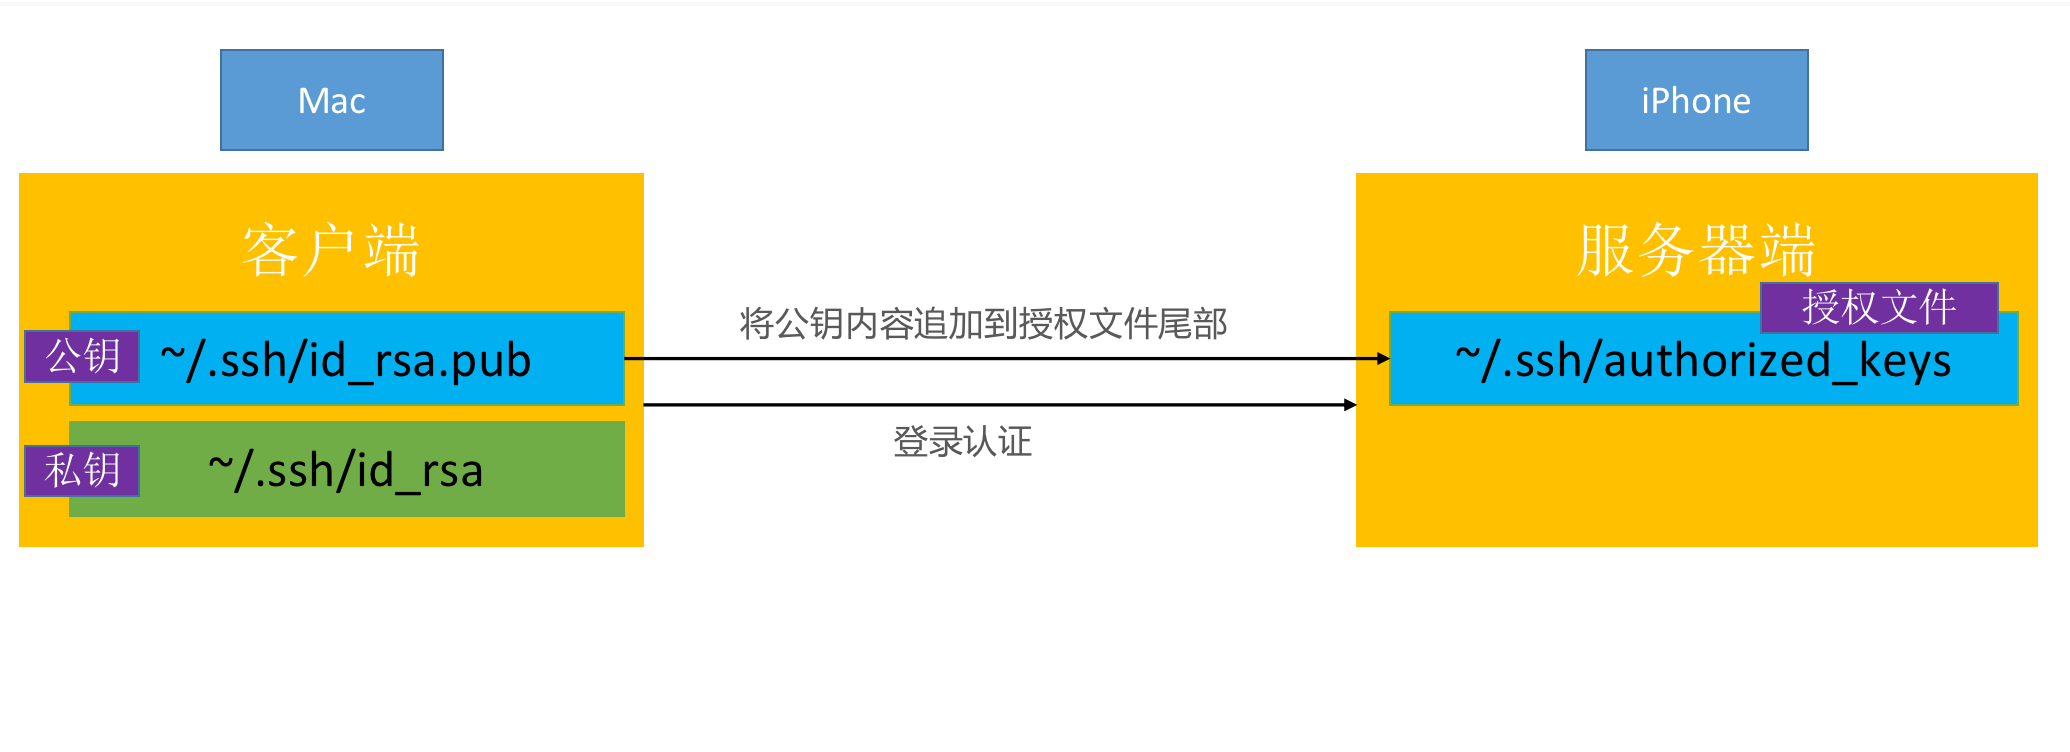 Mac
iPhone
客户端
服务器端
授权文件
将公钥内容追加到授权文件尾部
公钥
~/.ssh/id_rsa.pub
~/.ssh/authorized_keys
登录认证
私钥
~/.ssh/id_rsa